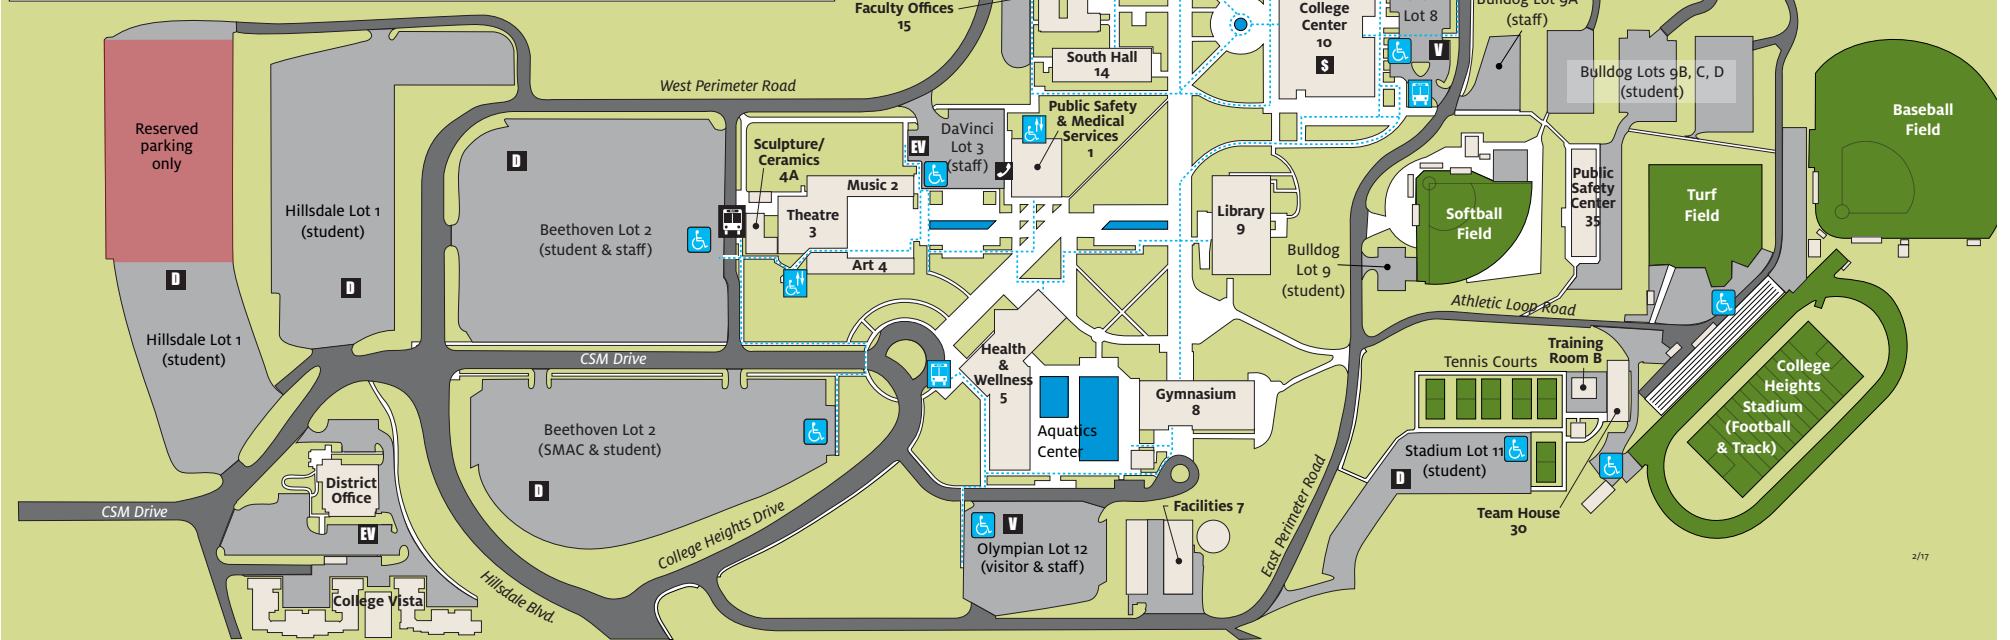 Faculty Offices
15
College
Center
10
$
Lot 8
V
Bulldog Lot 9A
(staff)
Bulldog Lots 9B, C, D
(student)
Baseball
Field
South Hall
14
West Perimeter Road
Reserved
parking
only
D
Hillsdale Lot 1
(student)
D
D
Hillsdale Lot 1
(student)
D
Beethoven Lot 2
(student & staff)
Sculpture/
Ceramics
4A
Music 2
Theatre
3
Art 4
EV
DaVinci
Lot 3
(staff)
Public Safety
& Medical
Services
1
Library
9
Bulldog
Lot 9
(student)
Softball
Field
Public
Safety
Center
35
Turf
Field
Athletic Loop Road
CSM Drive
Health
&
Wellness
5
Aquatics
Center
Gymnasium
8
Tennis Courts
Training
Room B
College
Heights
Stadium
(Football
& Track)
Beethoven Lot 2
(SMAC & student)
D
Stadium Lot 11
(student)
D
Team House
30
District
Office
EV
CSM Drive
College Heights Drive
Hillsdale Blvd.
College Vista
V
Olympian Lot 12
(visitor & staff)
Facilities 7
East Perimeter Road
2/17